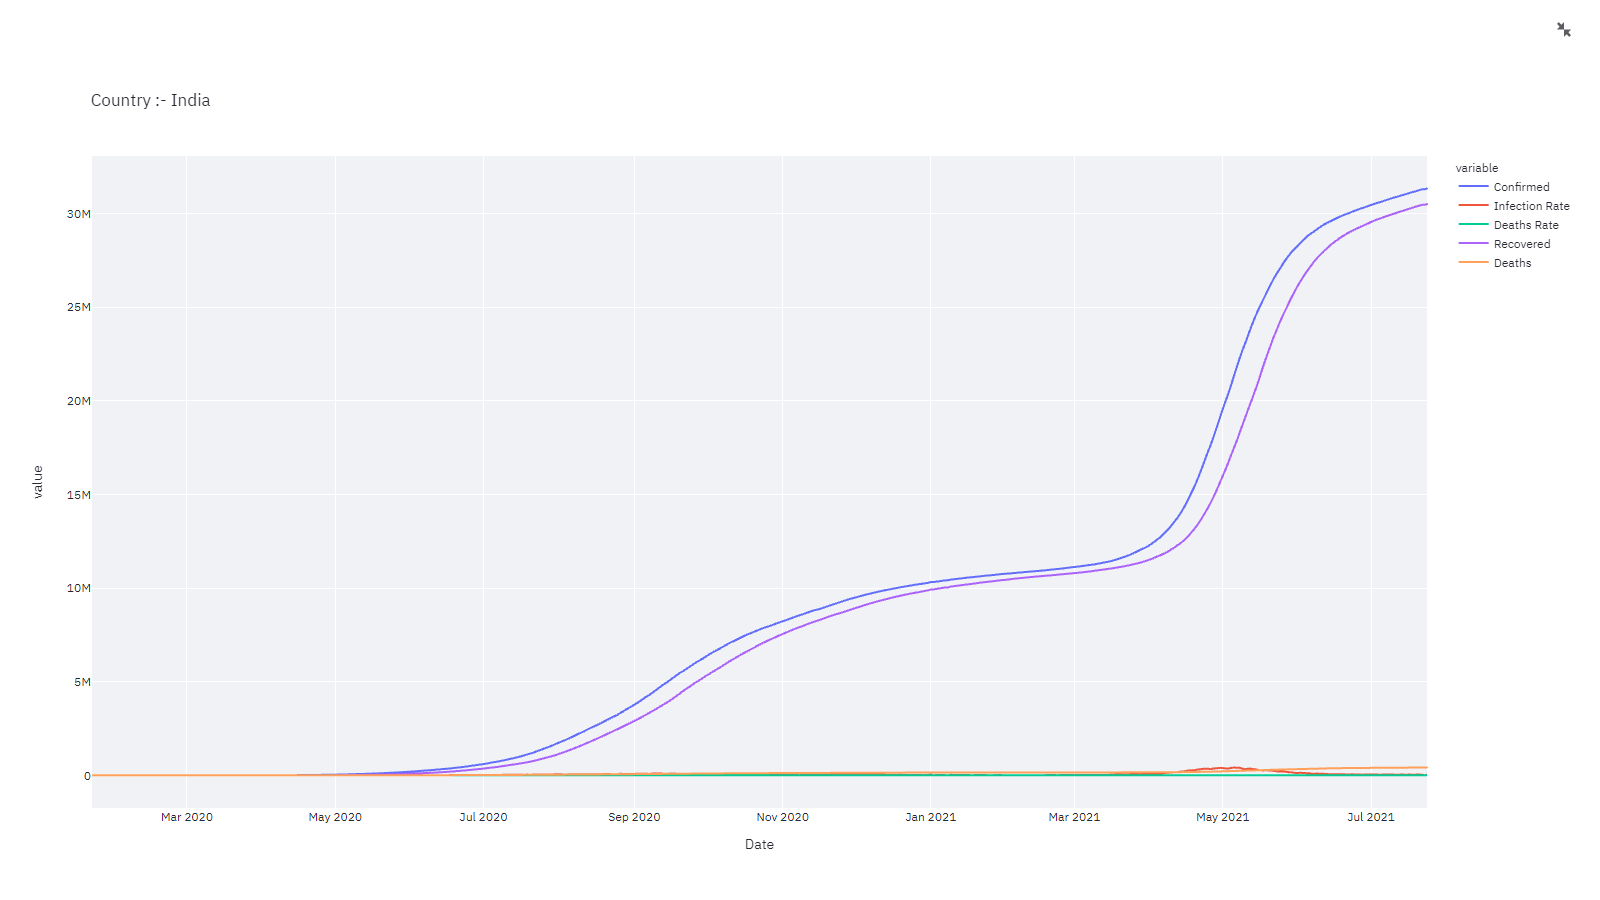 Country :- India
variable
Confirmed
Infection Rate
Deaths Rate
Recovered
Deaths
value
30M
25M
20M
15M
10M
5M
0
Mar 2020 May 2020 Jul 2020 Sep 2020 Nov 2020 Jan 2021 Mar 2021 May 2021 Jul 2021
Date